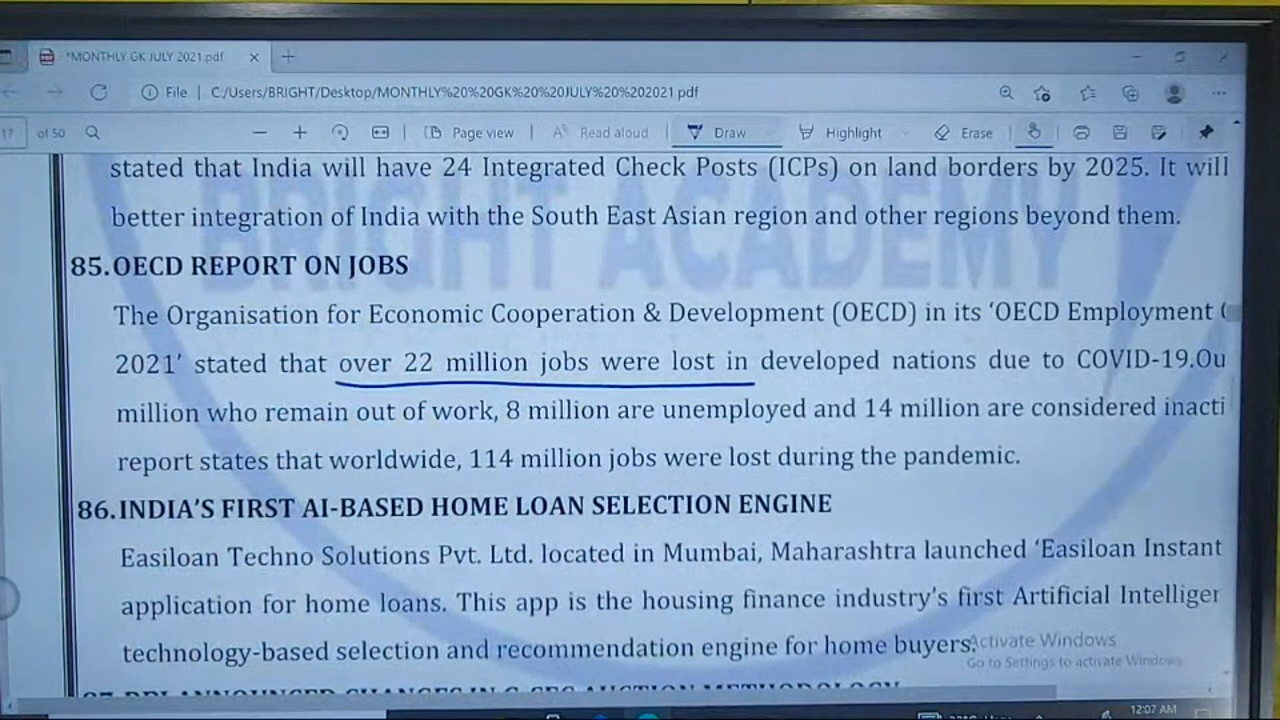 *MONTHLY GK JULY 2021.pdf
File | C:/Users/BRIGHT/Desktop/MONTHLY%20%20GK%20%20JULY%20%202021 pdf
17 of 50 Page view Read aloud Draw Highlight Erase
BRIGHT ACADEMY
stated that India will have 24 Integrated Check Posts (ICPs) on land borders by 2025. It will
better integration of India with the South East Asian region and other regions beyond them.
85. OECD REPORT ON JOBS
The Organisation for Economic Cooperation & Development (OECD) in its ‘OECD Employment
2021’ stated that over 22 million jobs were lost in developed nations due to COVID-19.Ou
million who remain out of work, 8 million are unemployed and 14 million are considered inacti
report states that worldwide, 114 million jobs were lost during the pandemic.
86. INDIA’S FIRST AI-BASED HOME LOAN SELECTION ENGINE
Easiloan Techno Solutions Pvt. Ltd. located in Mumbai, Maharashtra launched ‘Easiloan Instant
application for home loans. This app is the housing finance industry’s first Artificial Intelliger
technology-based selection and recommendation engine for home buyers.
Activate Windows
Go to Settings to activate Windows.
12:07 AM